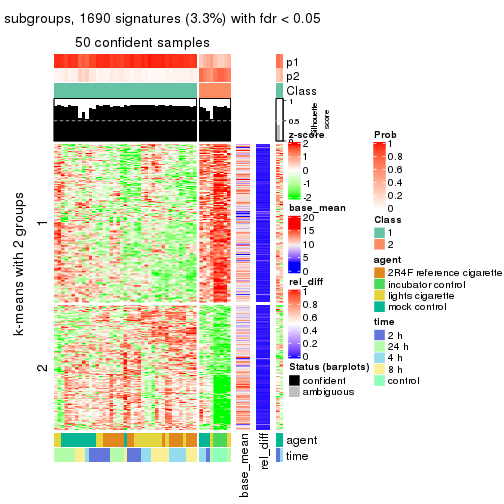 subgroups, 1690 signatures (3.3%) with fdr < 0.05
50 confident samples
p1
p2
Class
1
0.5
0
Silhouette
score
k-means with 2 groups
1
2
z-score
2
1
0
-1
-2
base_mean
20
15
10
5
0
rel_diff
1
0.8
0.6
0.4
0.2
0
Status (barplots)
confident
ambiguous
Prob
1
0.8
0.6
0.4
0.2
0
Class
1
2
agent
2R4F reference cigarette
incubator control
lights cigarette
mock control
time
2 h
24 h
4 h
8 h
control
agent
time
base_mean
rel_diff